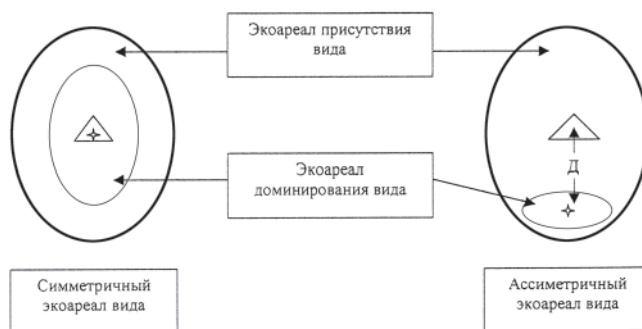 Экоареал присутствия
вида
Экоареал
доминирования вида
Д
Симметричный
экоареал вида
Ассиметричный
экоареал вида